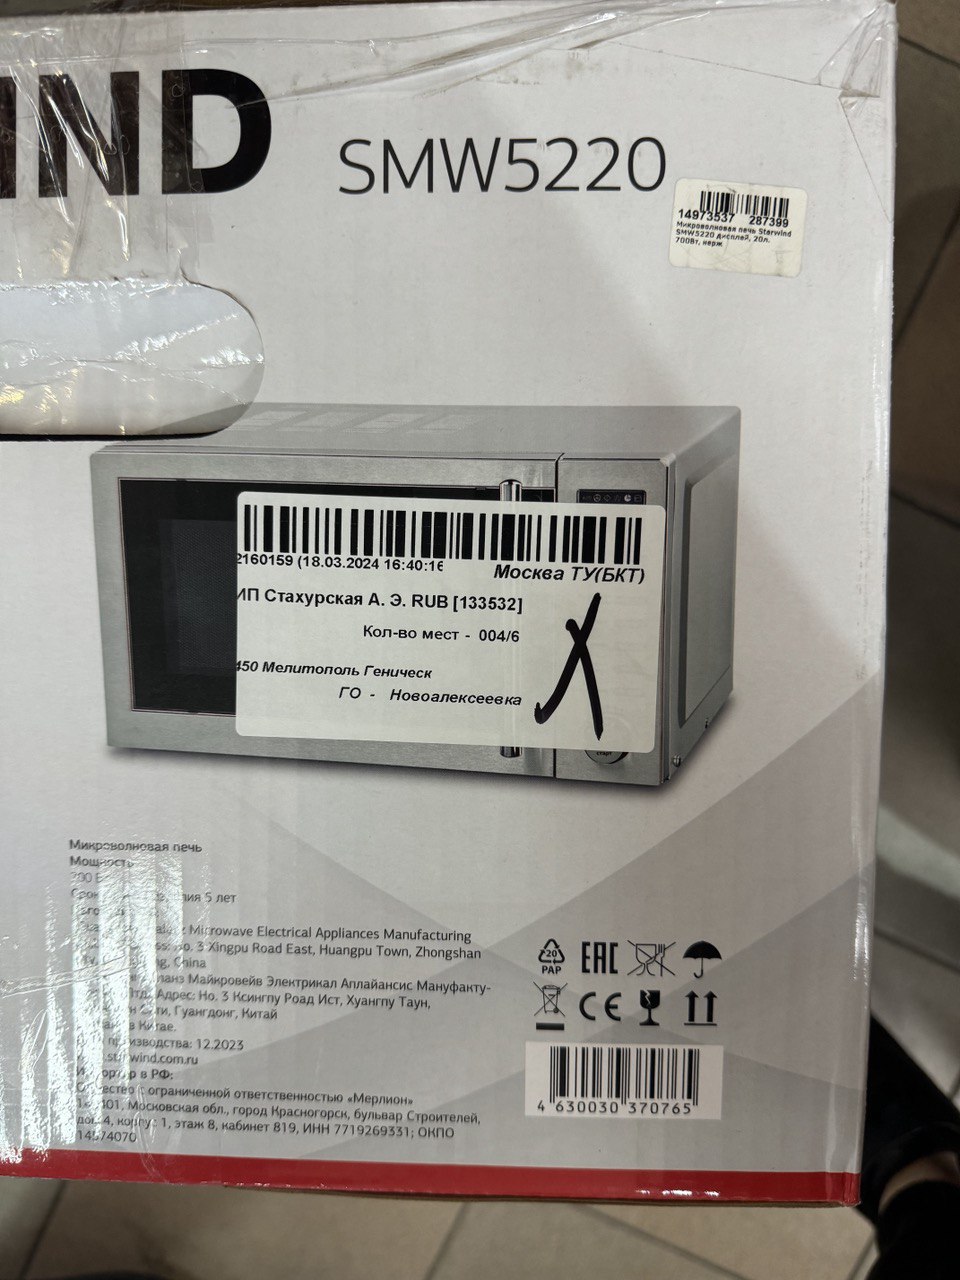 IND
SMW5220
14973537 287399
Микроволновая печь Starwind
SMW5220 дисплей, 20л.
700Вт, нерж
2160159 (18.03.2024 16:40:16
Москва ТУ(БКТ)
ИП Стахурская А. Э. RUB [133532]
Кол-во мест - 004/6
450 Мелитополь Геническ
ГО - Новоалексеевка
X
Микроволновая печь
Мощность
5 лет
Microwave Electrical Appliances Manufacturing
No. 3 Xingpu Road East, Huangpu Town, Zhongshan
China
Майкровейв Электрикал Апплайансис Мануфакту-
Адрес: Но. 3 Ксингпу Роад Ист, Хуангпу Таун,
Гуангдонг, Китай
в Китае.
производства: 12.2023
starwind.com.ru
в РФ:
с ограниченной ответственностью «Мерлион»
Московская обл., город Красногорск, бульвар Строителей,
4, корпус 1, этаж 8, кабинет 819, ИНН 7719269331; ОКПО
14574070
20
PAP
EAC
CE
4 630030 370765